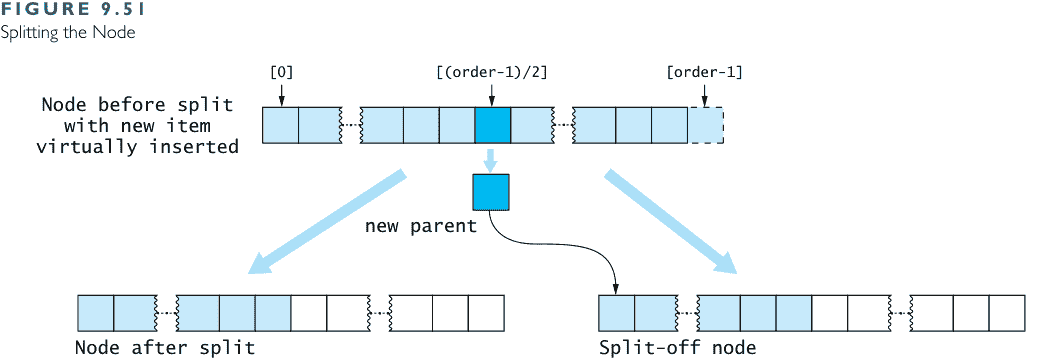 FIGURE 9.51
Splitting the Node
[0]
[(order-1)/2]
[order-1]
Node before split
with new item
virtually inserted
new parent
Node after split
Split-off node